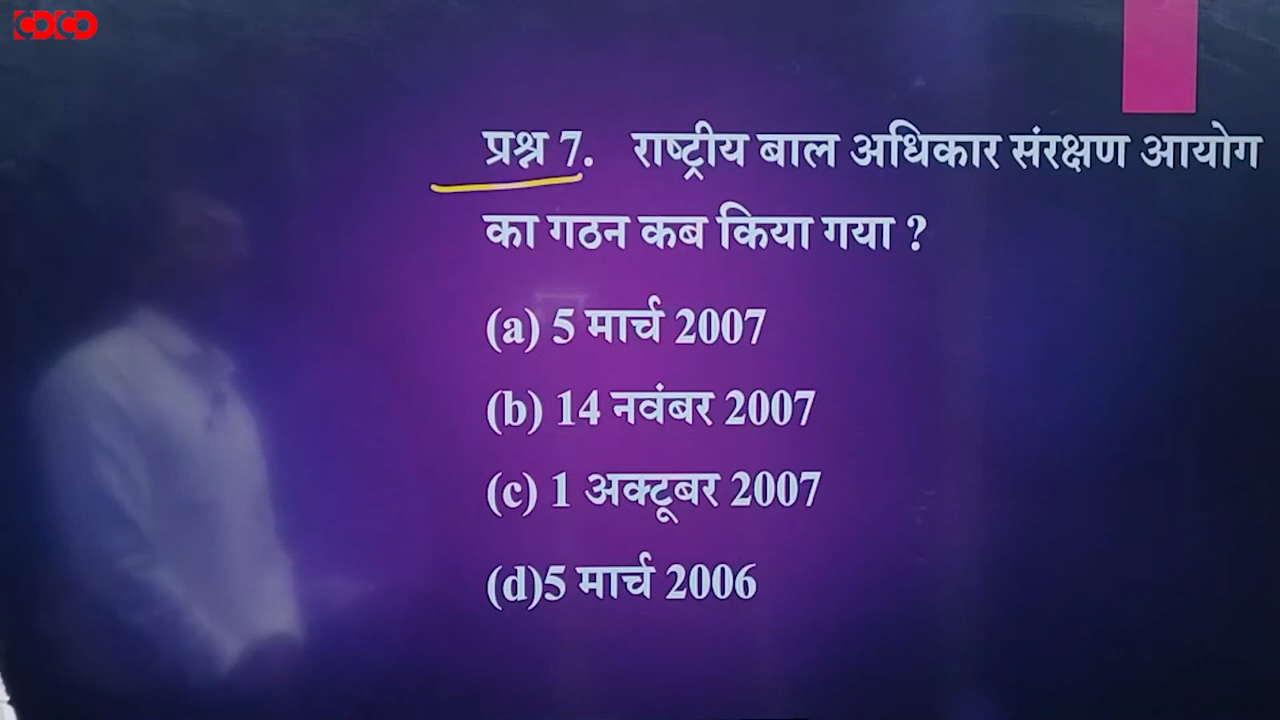 COCO
प्रश्न 7. राष्ट्रीय बाल अधिकार संरक्षण आयोग
का गठन कब किया गया ?
(a) 5 मार्च 2007
(b) 14 नवंबर 2007
(c) 1 अक्टूबर 2007
(d)5 मार्च 2006